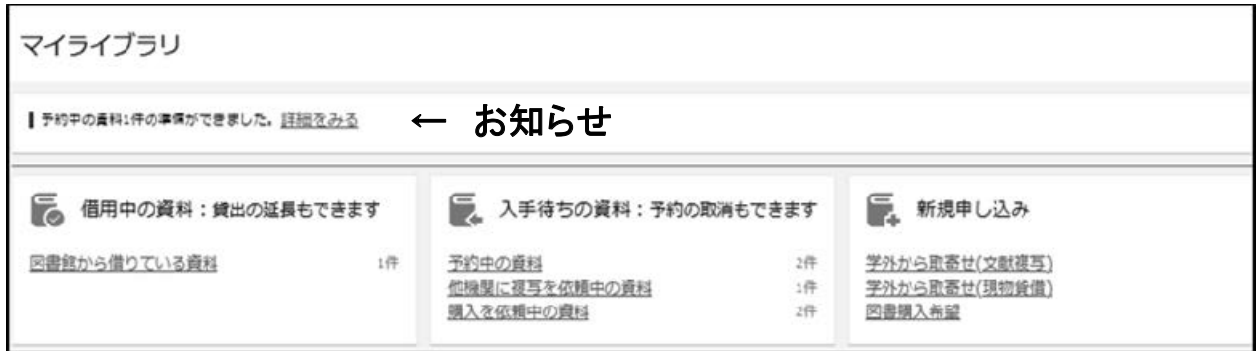 マイライブラリ
予約中の資料1件の準備ができました。詳細をみる
← お知らせ
借用中の資料：貸出の延長もできます
図書館から借りている資料 1件
入手待ちの資料：予約の取消もできます
予約中の資料 2件
他機関に複写を依頼中の資料 1件
購入を依頼中の資料 2件
新規申し込み
学外から取寄せ(文献複写)
学外から取寄せ(現物貸借)
図書購入希望